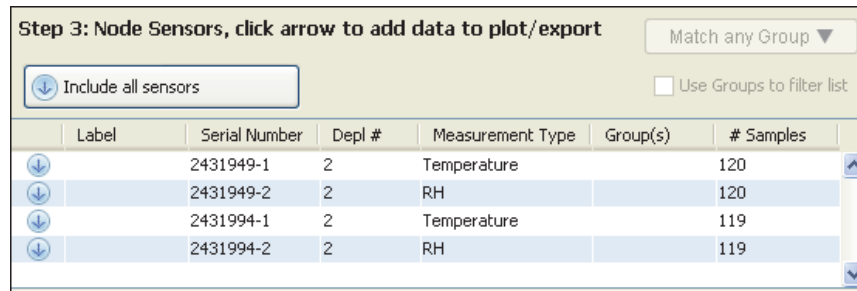 Step 3: Node Sensors, click arrow to add data to plot/export
Match any Group ▼
Include all sensors
Use Groups to filter list
Label Serial Number Depl # Measurement Type Group(s) # Samples
2431949-1 2 Temperature 120
2431949-2 2 RH 120
2431994-1 2 Temperature 119
2431994-2 2 RH 119